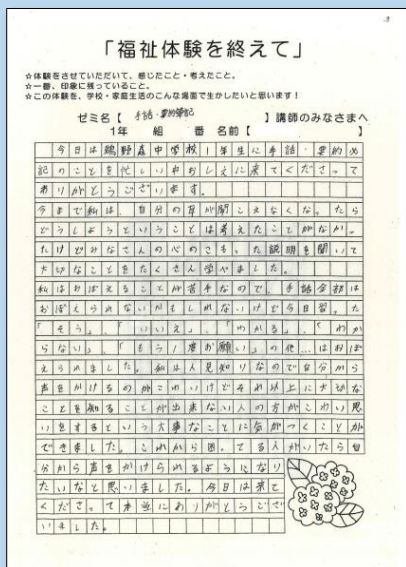 3
「福祉体験を終えて」
☆体験をさせていただいて、感じたこと・考えたこと。
☆一番、印象に残っていること。
☆この体験を、学校・家庭生活のこんな場面で生かしたいと思います!
ゼミ名【 手話・要約筆記 】講師のみなさまへ
1年 組 番 名前【 】
今日は鶴野森中学校1年生に手話・要約筆
記のことを忙しい中おしえに来てくださって
ありがとうございます。
今まで私は、自分の耳が聞こえなくなったら
どうしようということは考えたことがなか
ったけどみなさんの心のこもった説明を聞いて
大切なことをたくさん学べました。
私はおぼえることが苦手なので、手話全部は
おぼえられないかもしれないけど今日習った
「そう」、「いいえ」、「わかる」、「わか
らない」、「もう1度お願い」の
えられました。私は人見知りなので自分から
声をかけるのがこわいけどそれ以上に大切な
ことを知ることが出来ない人の方がこわい思
いをするという大事なことに気がつくことが
できました。これから困ってる人がいたら自
分から声をかけられるようになり
たいなと思いました。今日は来て
くださって本当にありがとうござ
いました。